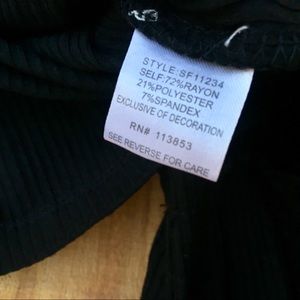 STYLE:SF11234
SELF:72%RAYON
21%POLYESTER
7%SPANDEX
EXCLUSIVE OF DECORATION
RN# 113853
SEE REVERSE FOR CARE